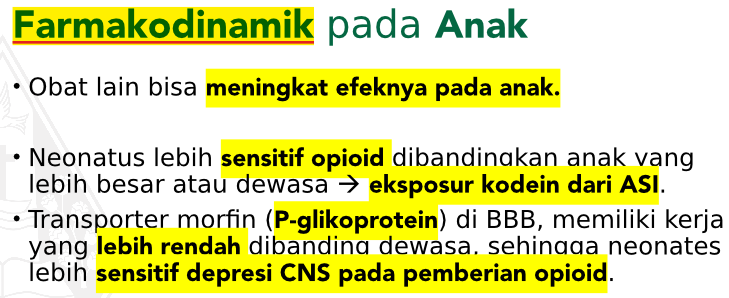 Farmakodinamik pada Anak
• Obat lain bisa meningkat efeknya pada anak.
• Neonatus lebih sensitif opioid dibandingkan anak yang
lebih besar atau dewasa → eksposur kodein dari ASI.
• Transporter morfin (P-glikoprotein) di BBB, memiliki kerja
yang lebih rendah dibanding dewasa, sehingga neonates
lebih sensitif depresi CNS pada pemberian opioid.